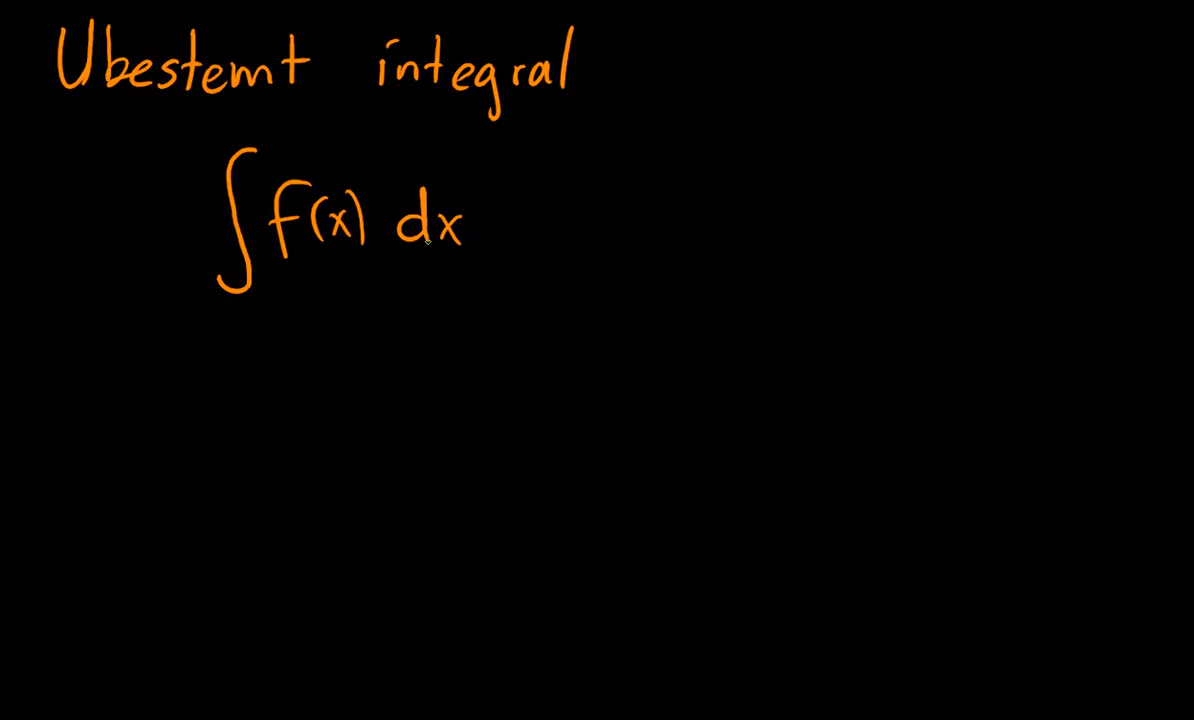 Ubestemt integral
∫ f(x) dx